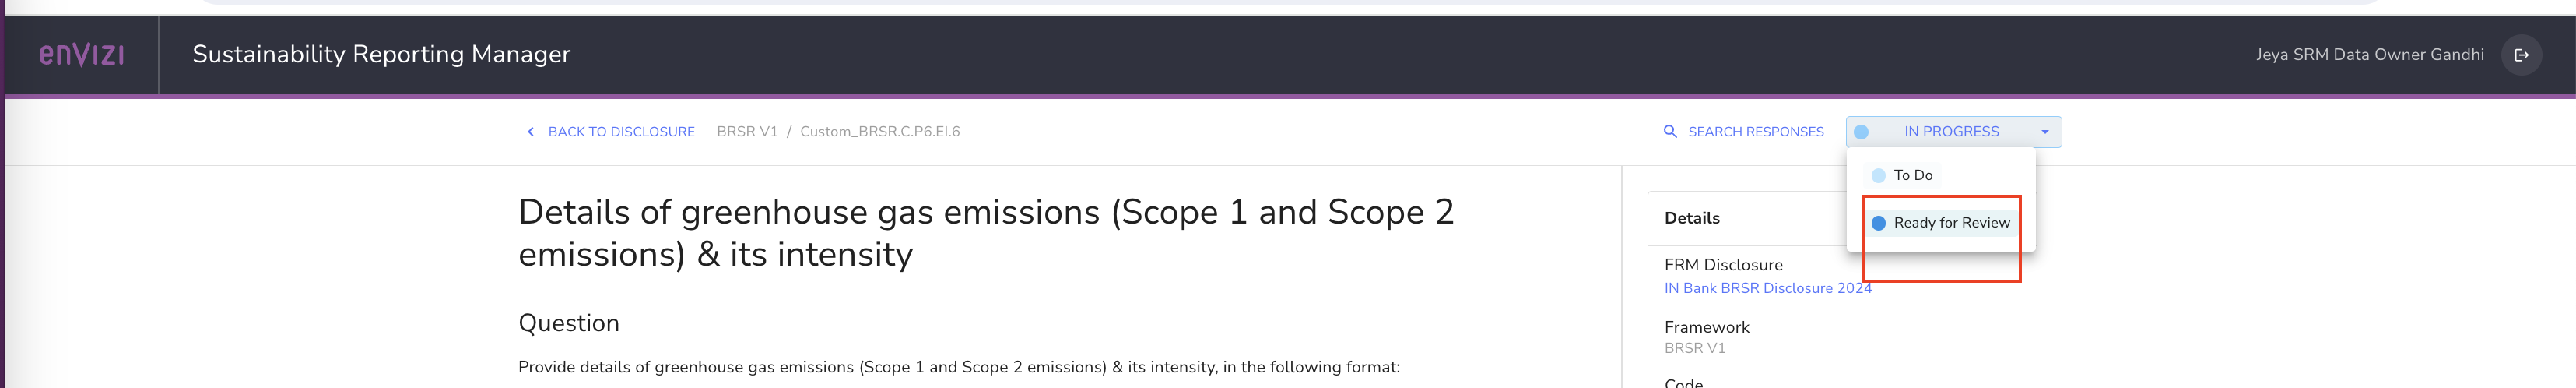 enVizi
Sustainability Reporting Manager
Jeya SRM Data Owner Gandhi
BACK TO DISCLOSURE
BRSR V1 / Custom_BRSR.C.P6.EI.6
SEARCH RESPONSES
IN PROGRESS
To Do
Ready for Review
Details of greenhouse gas emissions (Scope 1 and Scope 2
emissions) & its intensity
Question
Provide details of greenhouse gas emissions (Scope 1 and Scope 2 emissions) & its intensity, in the following format:
Details
FRM Disclosure
IN Bank BRSR Disclosure 2024
Framework
BRSR V1
Code